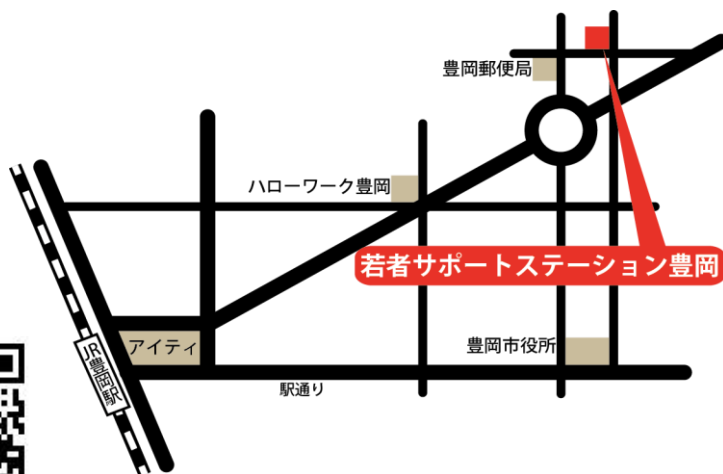 豊岡郵便局
ハローワーク豊岡
若者サポートステーション豊岡
アイティ
豊岡市役所
JR豊岡駅
駅通り